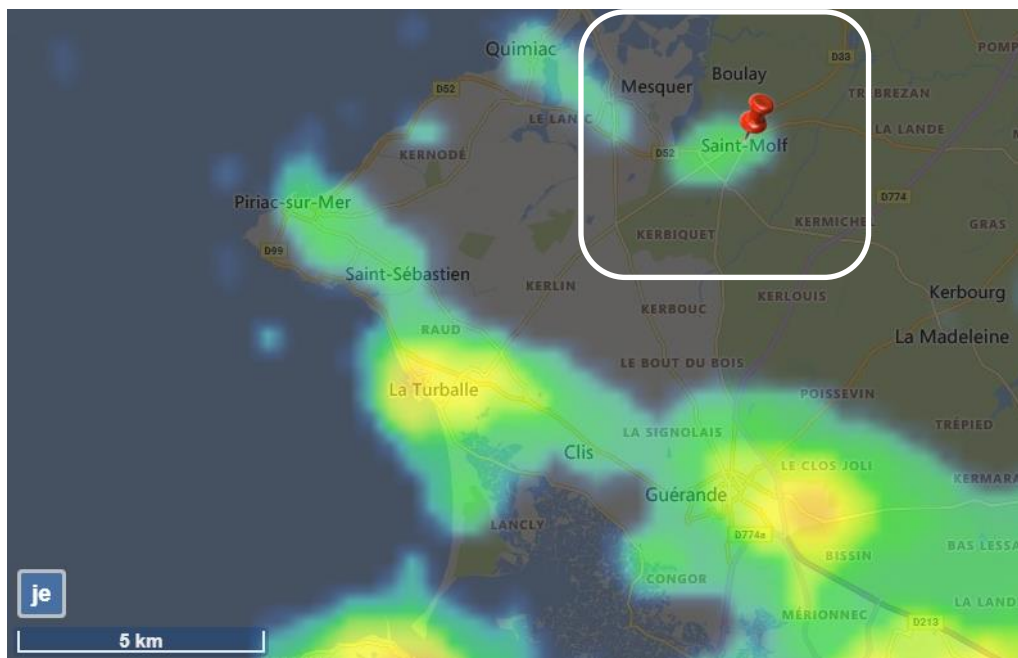 Quimiac
Boulay
POMP
D33
Mesquer
D52
TREBREZAN
LE LANIC
LA LANDE
KERNODÉ
D52
Saint-Molf
D774
Piriac-sur-Mer
KERMICHEL
GRAS
KERBIQUET
D99
Saint-Sébastien
KERLIN
KERLOUIS
Kerbourg
KERBOUC
RAUD
La Madeleine
LE BOUT DU BOIS
La Turballe
POISSEVIN
TRÉPIED
LA SIGNOLAIS
Clis
LE CLOS JOLI
KERMARA
Guérande
LANCLY
D774a
BAS LESSA
BISSIN
CONGOR
je
LA LAND
MÉRIONNEC
D213
5 km